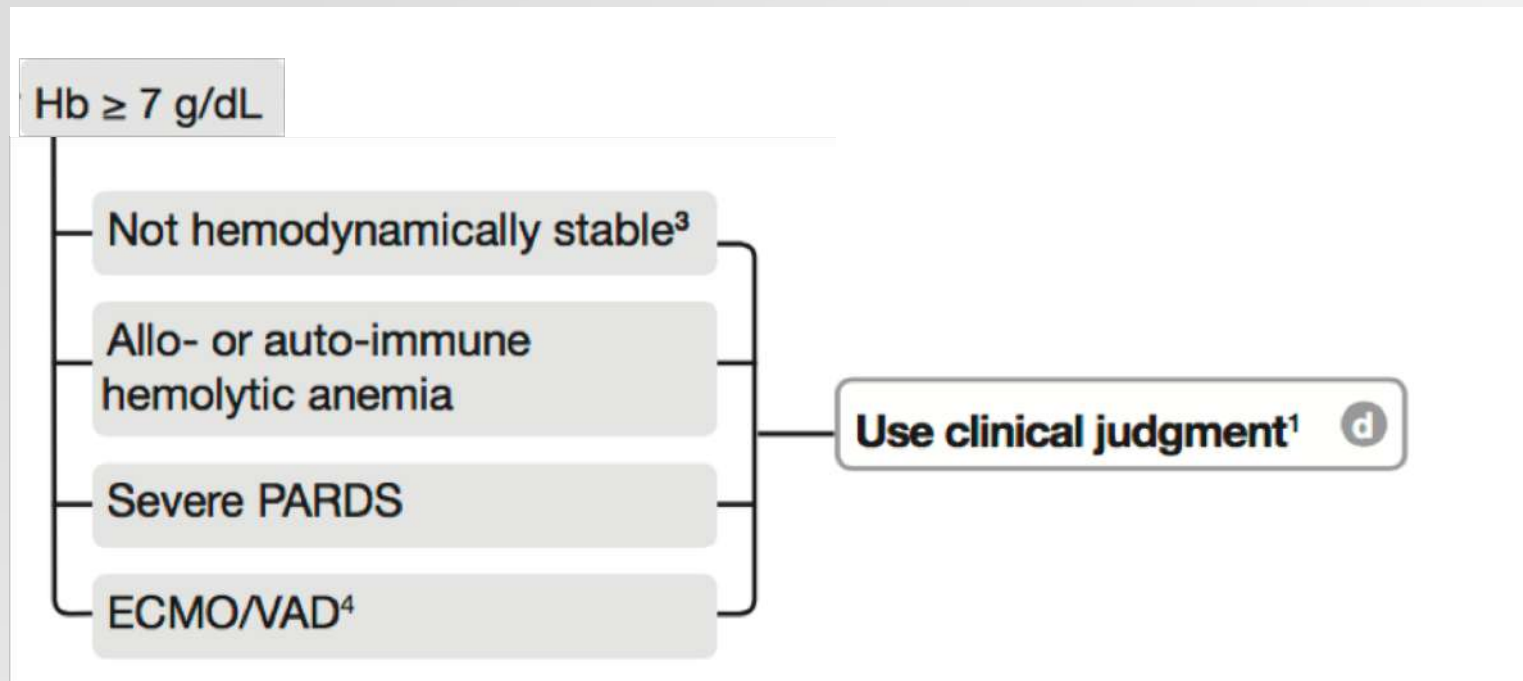 Hb ≥ 7 g/dL
Not hemodynamically stable³
Allo- or auto-immune
hemolytic anemia
Severe PARDS
ECMO/VAD⁴
Use clinical judgment¹ d